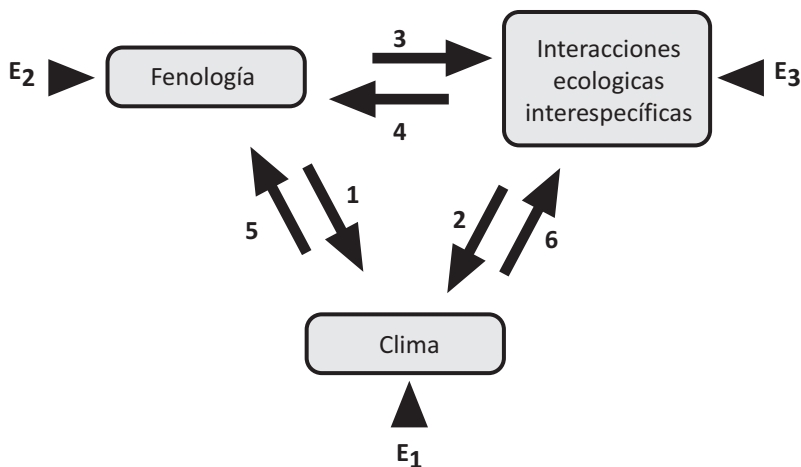 E2
Fenología
3
4
Interacciones
ecologicas
interespecíficas
E3
5
1
2
6
Clima
E1